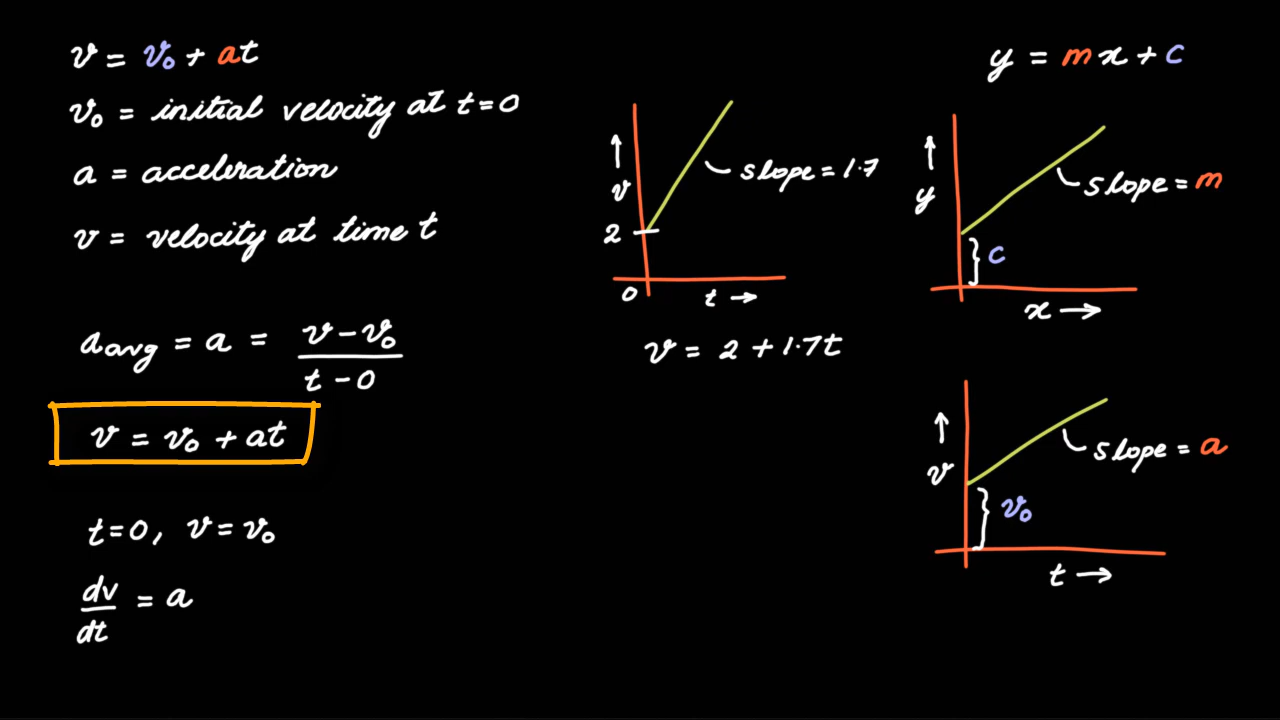 v = v₀ + at
v₀ = initial velocity at t=0
a = acceleration
v = velocity at time t
a_avg = a = (v - v₀)/(t - 0)
v = v₀ + at
t=0, v = v₀
dv/dt = a
v
slope = 1.7
2
0
t →
v = 2 + 1.7t
y = mx + c
y
slope = m
c
x →
v
slope = a
v₀
t →